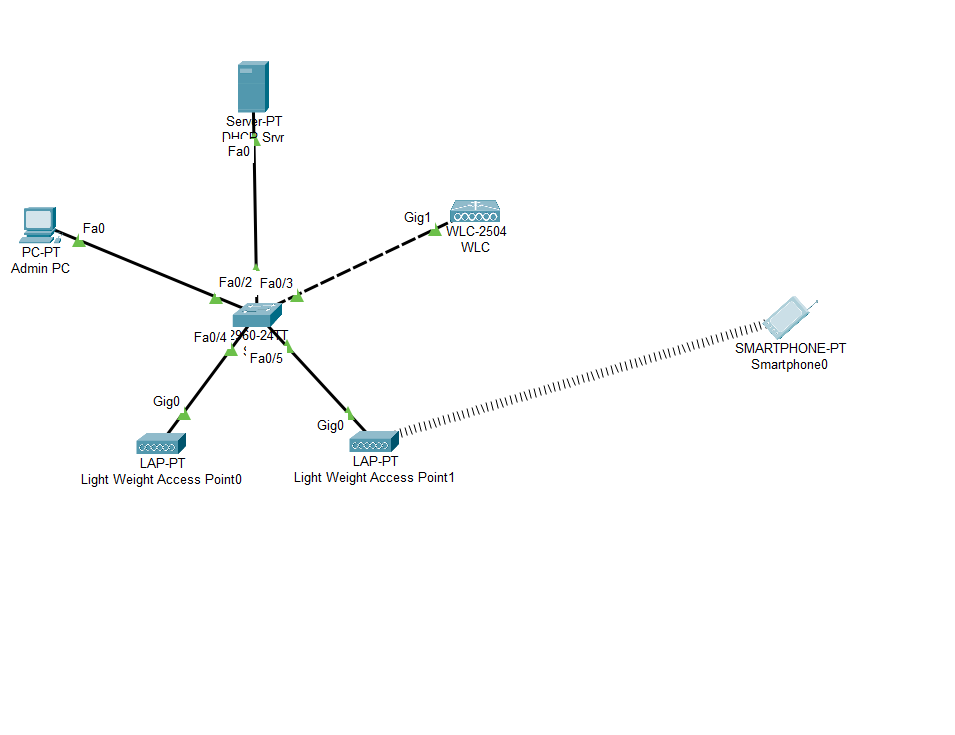 Server-PT
DHCP Srvr
Fa0
Gig1
WLC-2504
WLC
Fa0
PC-PT
Admin PC
Fa0/2
Fa0/3
Fa0/4
2960-24TT
Fa0/5
SMARTPHONE-PT
Smartphone0
Gig0
LAP-PT
Light Weight Access Point0
Gig0
LAP-PT
Light Weight Access Point1